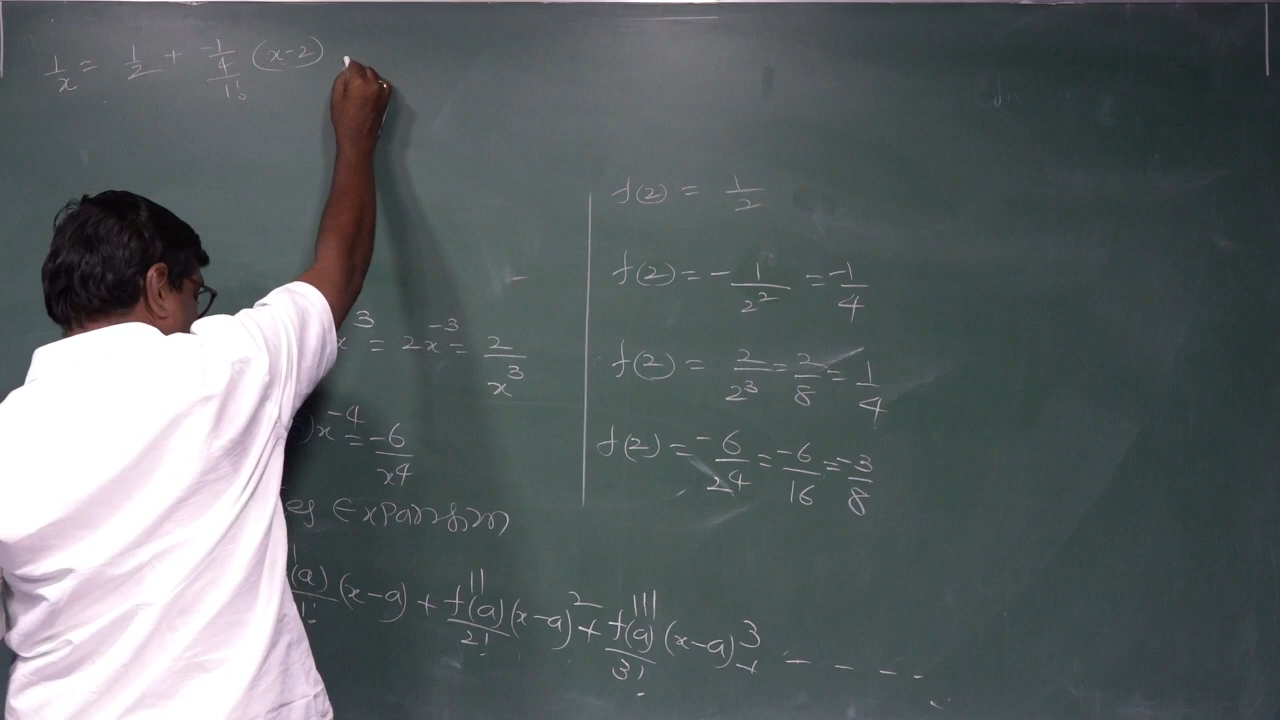 1/x = 1/2 + (-1/4)/1! (x-2)
f(2) = 1/2
f(2) = - 1/2² = -1/4
x³ = 2x⁻³ = 2/x³
f(2) = 2/2³ = 2/8 = 1/4
)x⁻⁴ = -6/x⁴
f(2) = -6/2⁴ = -6/16 = -3/8
es Expansion
(a)/1! (x-a) + f''(a)/2! (x-a)² + f'''(a)/3! (x-a)³ + - - - -